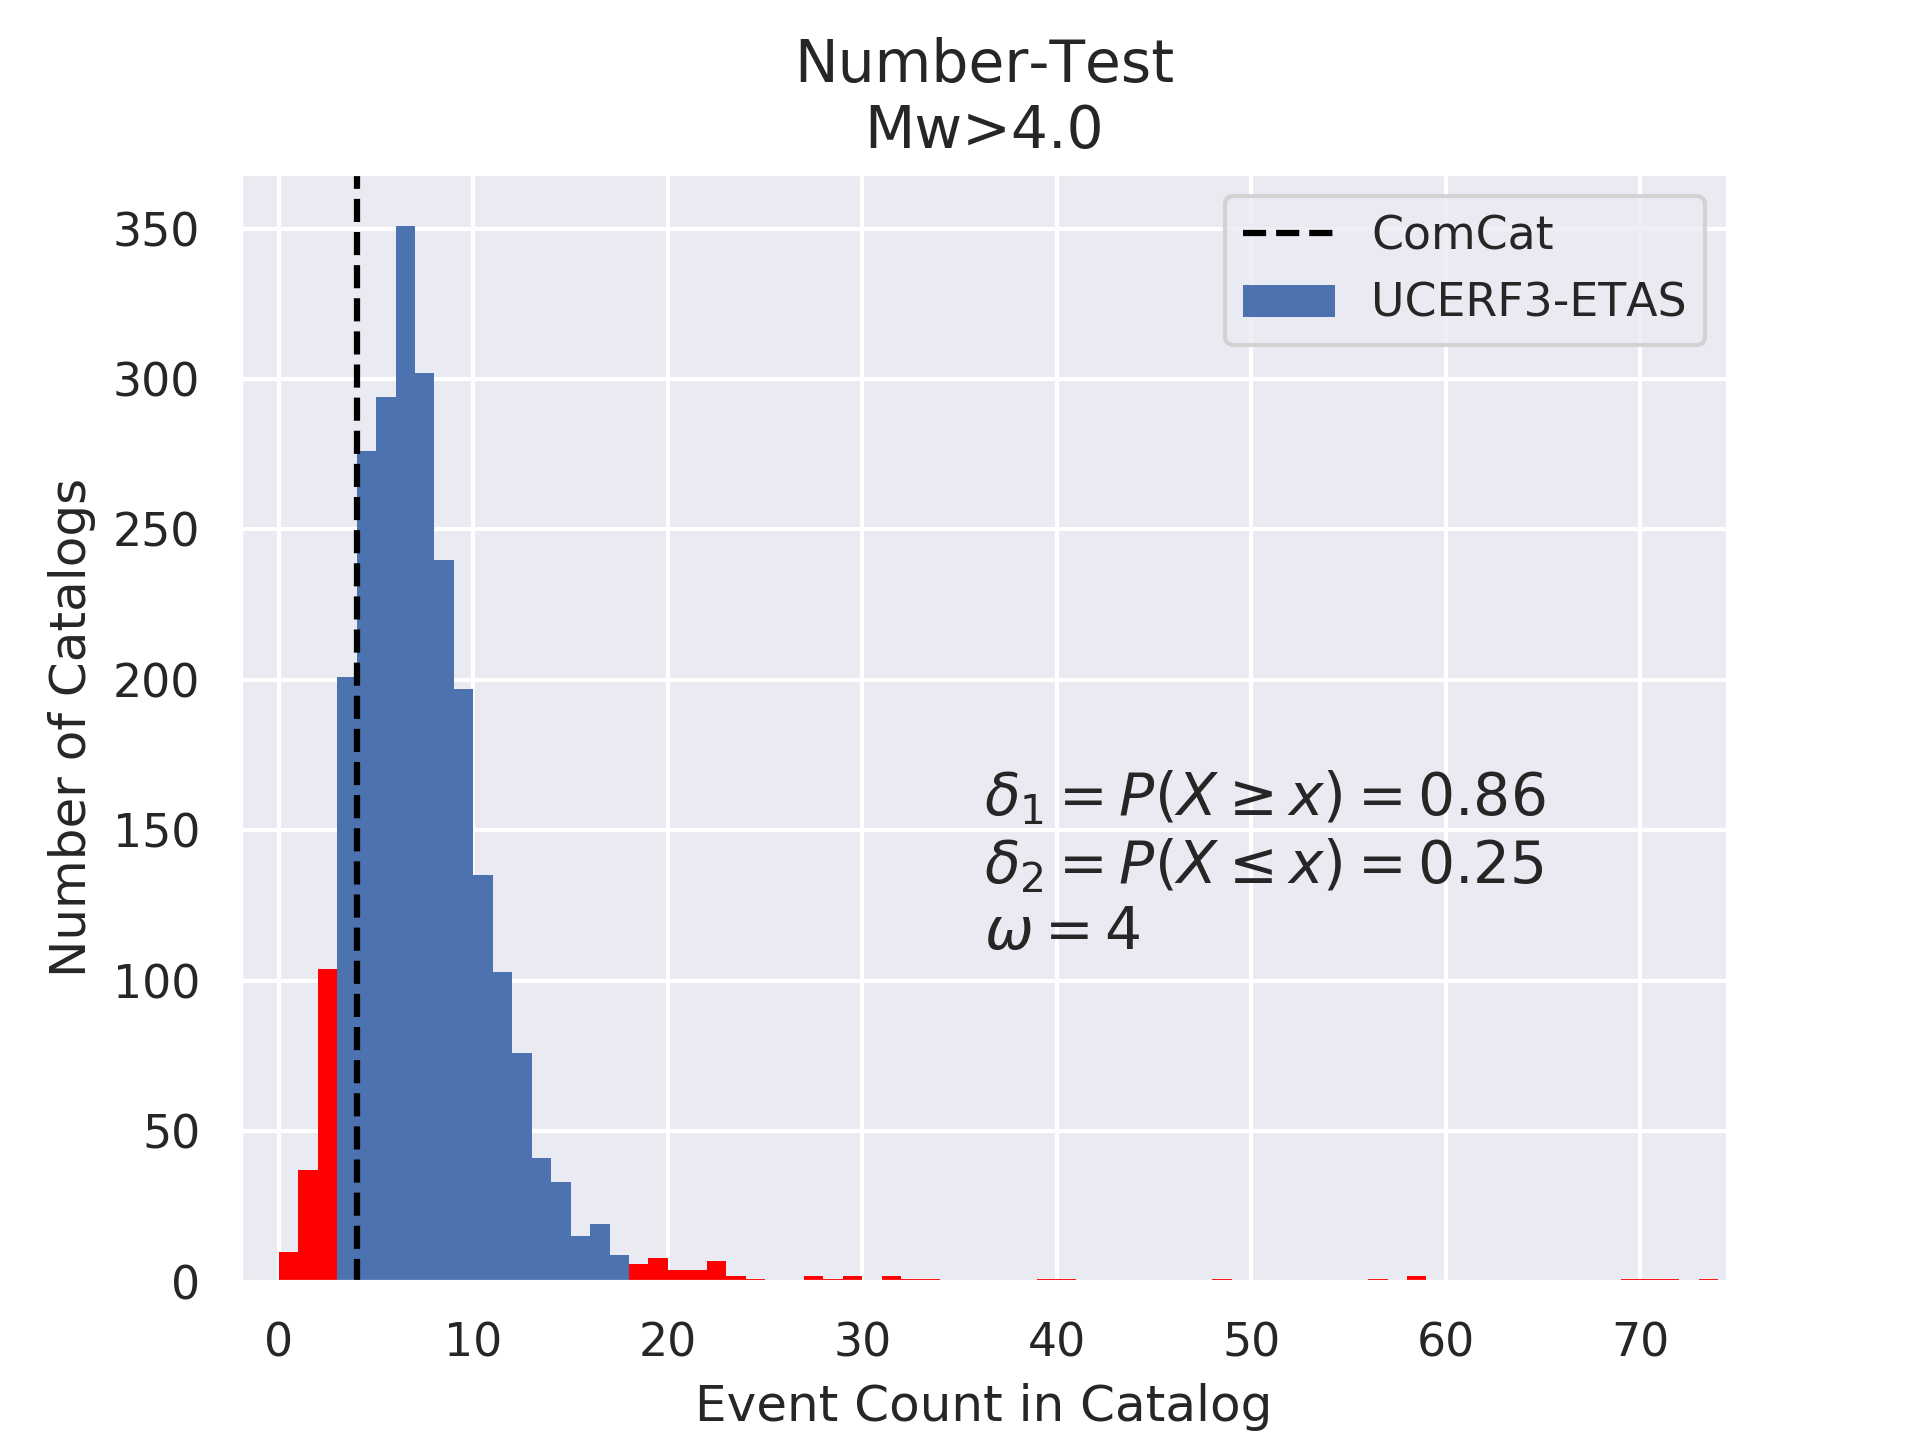 Number-Test
Mw>4.0
ComCat
UCERF3-ETAS
350
300
250
200
150
100
50
0
Number of Catalogs
δ₁ = P(X ≥ x) = 0.86
δ₂ = P(X ≤ x) = 0.25
ω = 4
0 10 20 30 40 50 60 70
Event Count in Catalog